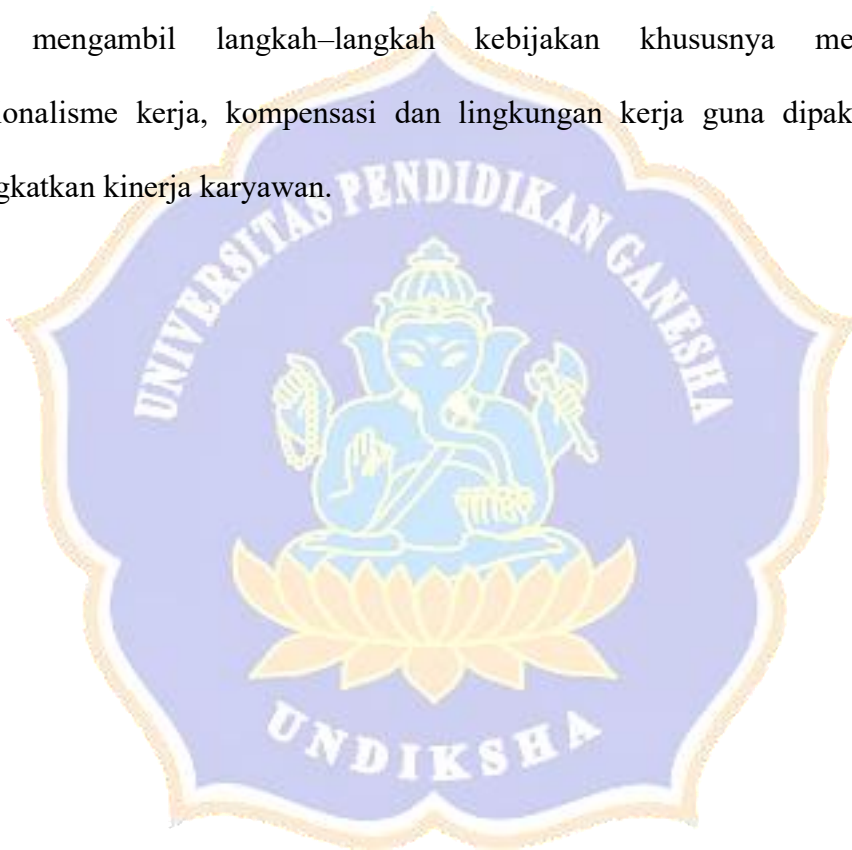 mengambil langkah–langkah kebijakan khususnya me
onalisme kerja, kompensasi dan lingkungan kerja guna dipak
gkatkan kinerja karyawan.
UNIVERSITAS PENDIDIKAN GANESHA
UNDIKSHA